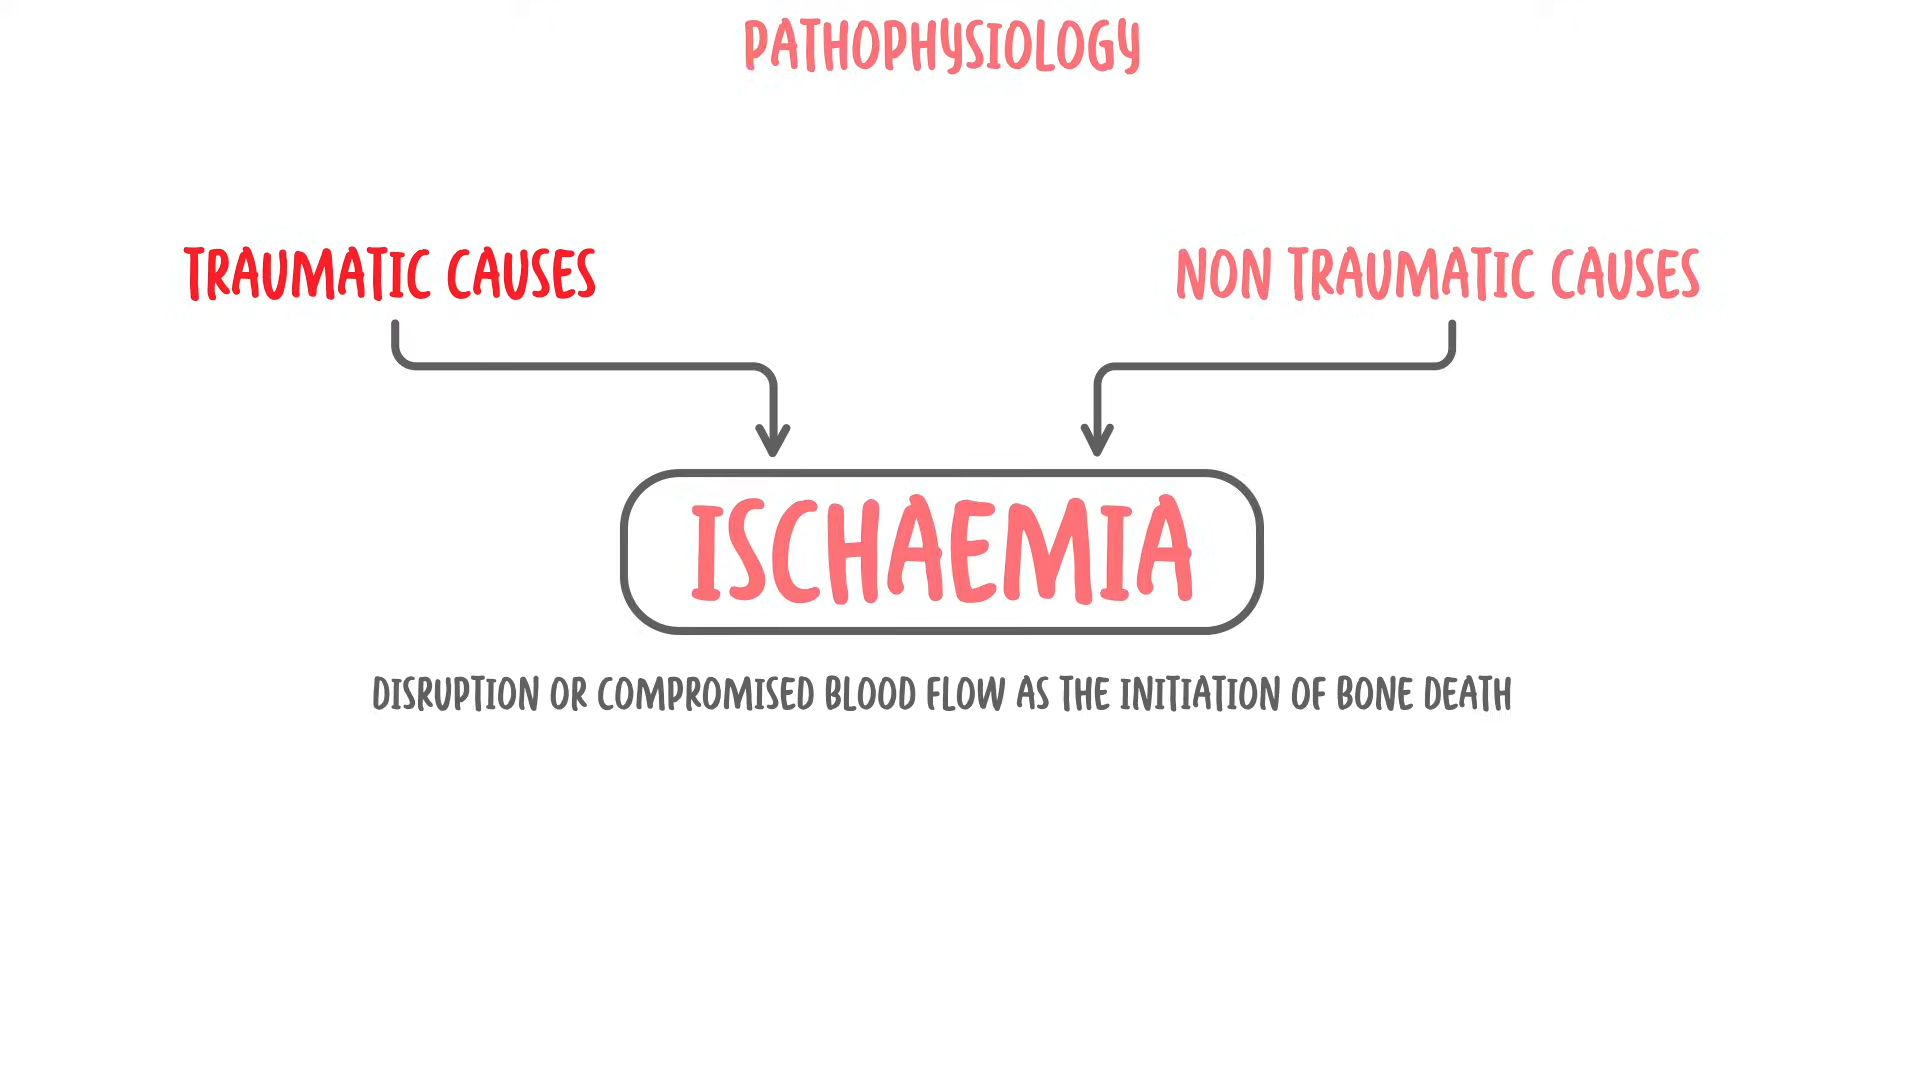 PATHOPHYSIOLOGY
TRAUMATIC CAUSES
NON TRAUMATIC CAUSES
ISCHAEMIA
DISRUPTION OR COMPROMISED BLOOD FLOW AS THE INITIATION OF BONE DEATH